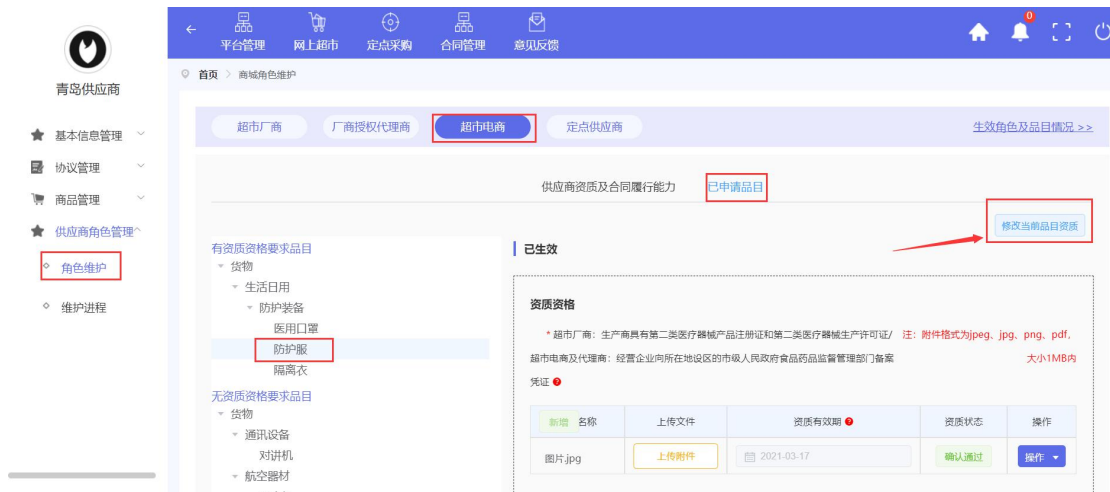 平台管理 网上超市 定点采购 合同管理 意见反馈
0
首页 > 商城角色维护
青岛供应商
基本信息管理
协议管理
商品管理
供应商角色管理
角色维护
维护进程
超市厂商 厂商授权代理商 超市电商 定点供应商 生效角色及品目情况 >>
供应商资质及合同履行能力 已申请品目
修改当前品目资质
有资质资格要求品目
货物
生活日用
防护装备
医用口罩
防护服
隔离衣
无资质资格要求品目
货物
通讯设备
对讲机
航空器材
已生效
资质资格
* 超市厂商：生产商具有第二类医疗器械产品注册证和第二类医疗器械生产许可证/
超市电商及代理商：经营企业向所在地设区的市级人民政府食品药品监督管理部门备案
凭证
注：附件格式为jpeg、jpg、png、pdf，
大小1MB内
新增 名称 上传文件 资质有效期 资质状态 操作
图片.jpg 上传附件 2021-03-17 确认通过 操作